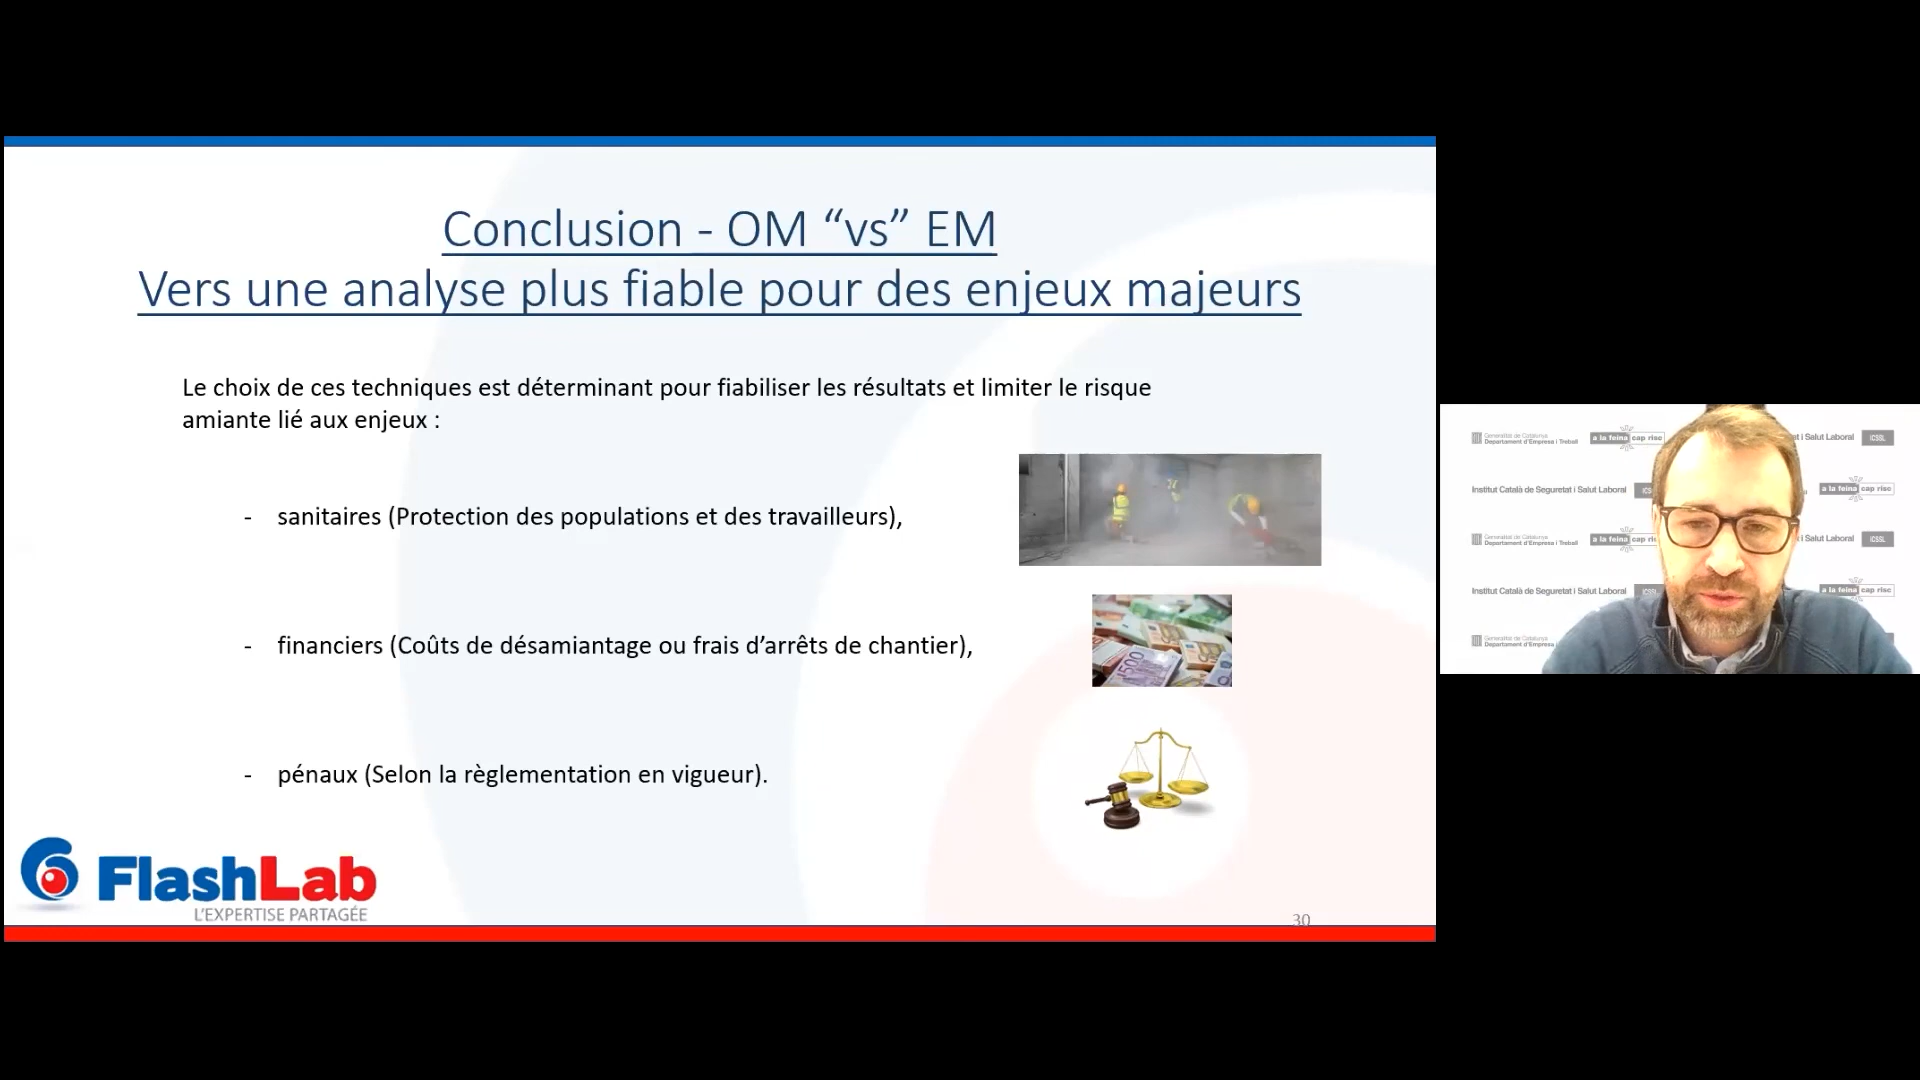 Conclusion - OM “vs” EM
Vers une analyse plus fiable pour des enjeux majeurs
Le choix de ces techniques est déterminant pour fiabiliser les résultats et limiter le risque
amiante lié aux enjeux :
- sanitaires (Protection des populations et des travailleurs),
- financiers (Coûts de désamiantage ou frais d’arrêts de chantier),
- pénaux (Selon la règlementation en vigueur).
500
FlashLab
L'EXPERTISE PARTAGÉE
30
Generalitat de Catalunya
Departament d'Empresa i Treball
a la feina cap risc
at i Salut Laboral ICSSL
Institut Català de Seguretat i Salut Laboral ICS
a la feina cap risc
Generalitat de Catalunya
Departament d'Empresa i Treball
a la feina cap ri
i Salut Laboral ICSSL
Institut Català de Seguretat i Salut Laboral ICSSL
a la feina cap risc
Generalitat de Catalunya
Departament d'Empresa